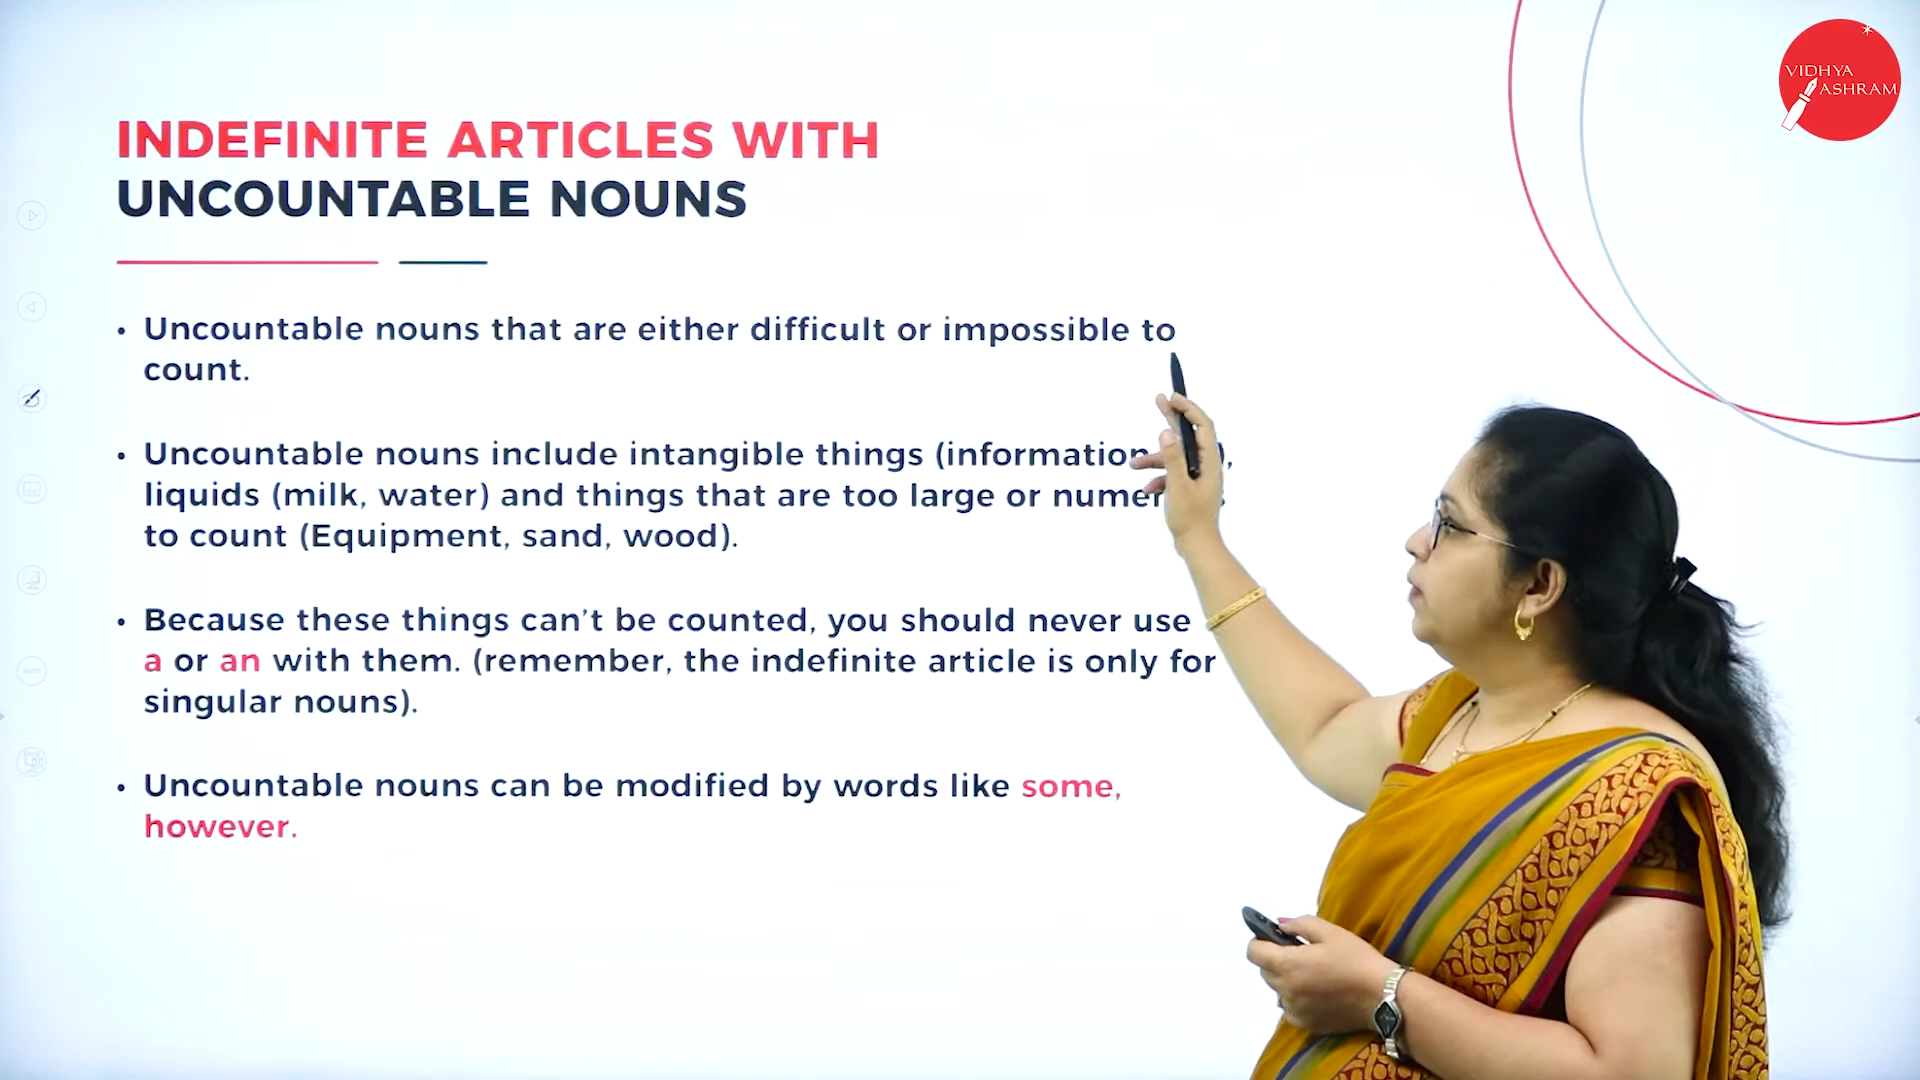 VIDHYA
ASHRAM
INDEFINITE ARTICLES WITH
UNCOUNTABLE NOUNS
• Uncountable nouns that are either difficult or impossible to
count.
• Uncountable nouns include intangible things (information
liquids (milk, water) and things that are too large or
to count (Equipment, sand, wood).
• Because these things can't be counted, you should never use
a or an with them. (remember, the indefinite article is only for
singular nouns).
• Uncountable nouns can be modified by words like some,
however.